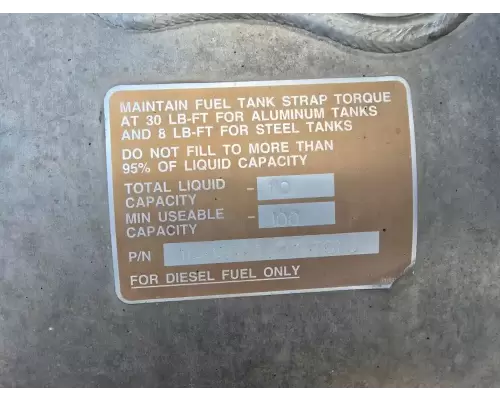 MAINTAIN FUEL TANK STRAP TORQUE
AT 30 LB-FT FOR ALUMINUM TANKS
AND 8 LB-FT FOR STEEL TANKS
DO NOT FILL TO MORE THAN
95% OF LIQUID CAPACITY
TOTAL LIQUID
CAPACITY -
MIN USEABLE
CAPACITY - 100
P/N
FOR DIESEL FUEL ONLY